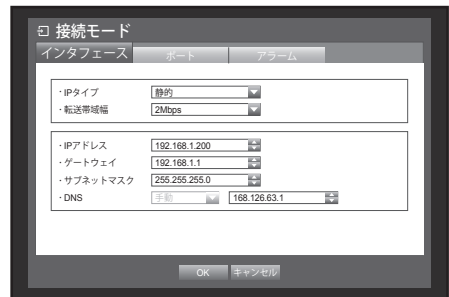 接続モード
インタフェース ポート アラーム
・IPタイプ 静的
・転送帯域幅 2Mbps
・IPアドレス 192.168.1.200
・ゲートウェイ 192.168.1.1
・サブネットマスク 255.255.255.0
・DNS 手動 168.126.63.1
OK キャンセル